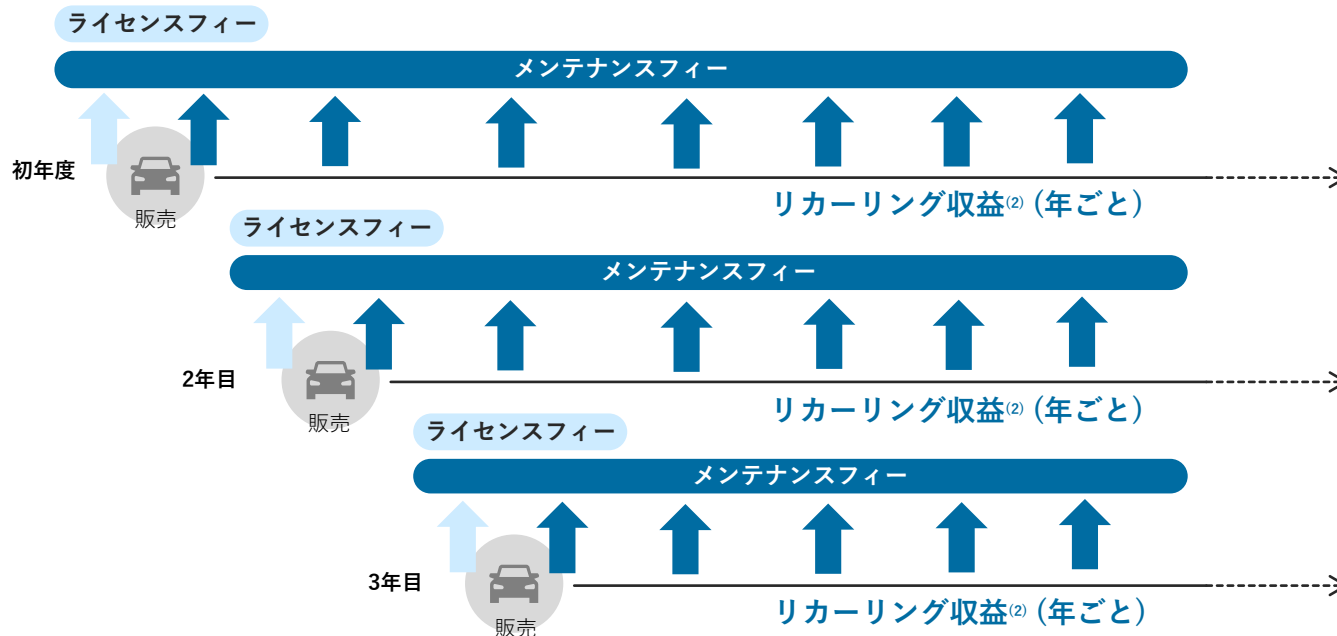 ライセンスフィー
メンテナンスフィー
初年度
販売
リカーリング収益(2) (年ごと)
ライセンスフィー
メンテナンスフィー
2年目
販売
リカーリング収益(2) (年ごと)
ライセンスフィー
メンテナンスフィー
3年目
販売
リカーリング収益(2) (年ごと)